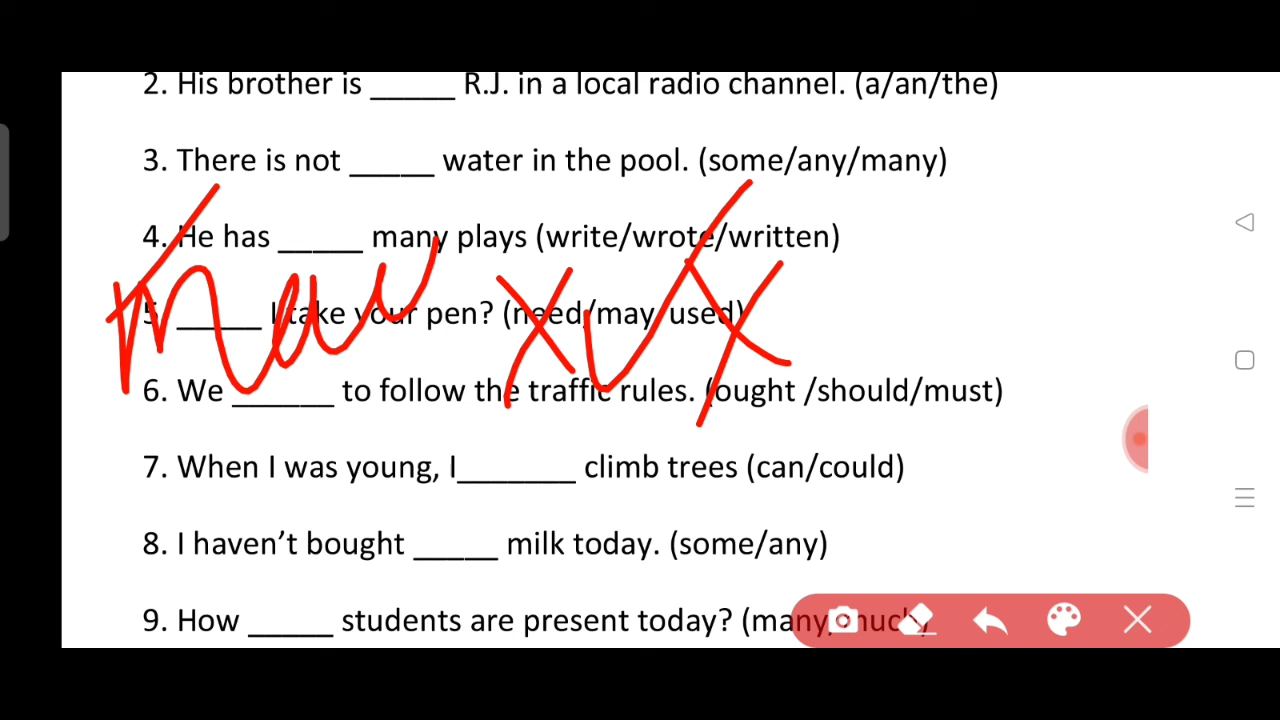 2. His brother is _____ R.J. in a local radio channel. (a/an/the)
3. There is not _____ water in the pool. (some/any/many)
4. He has _____ many plays (write/wrote/written)
5. _____ I take your pen? (need/may/used)
6. We ______ to follow the traffic rules. (ought /should/must)
7. When I was young, I_______ climb trees (can/could)
8. I haven’t bought _____ milk today. (some/any)
9. How _____ students are present today? (many/much)